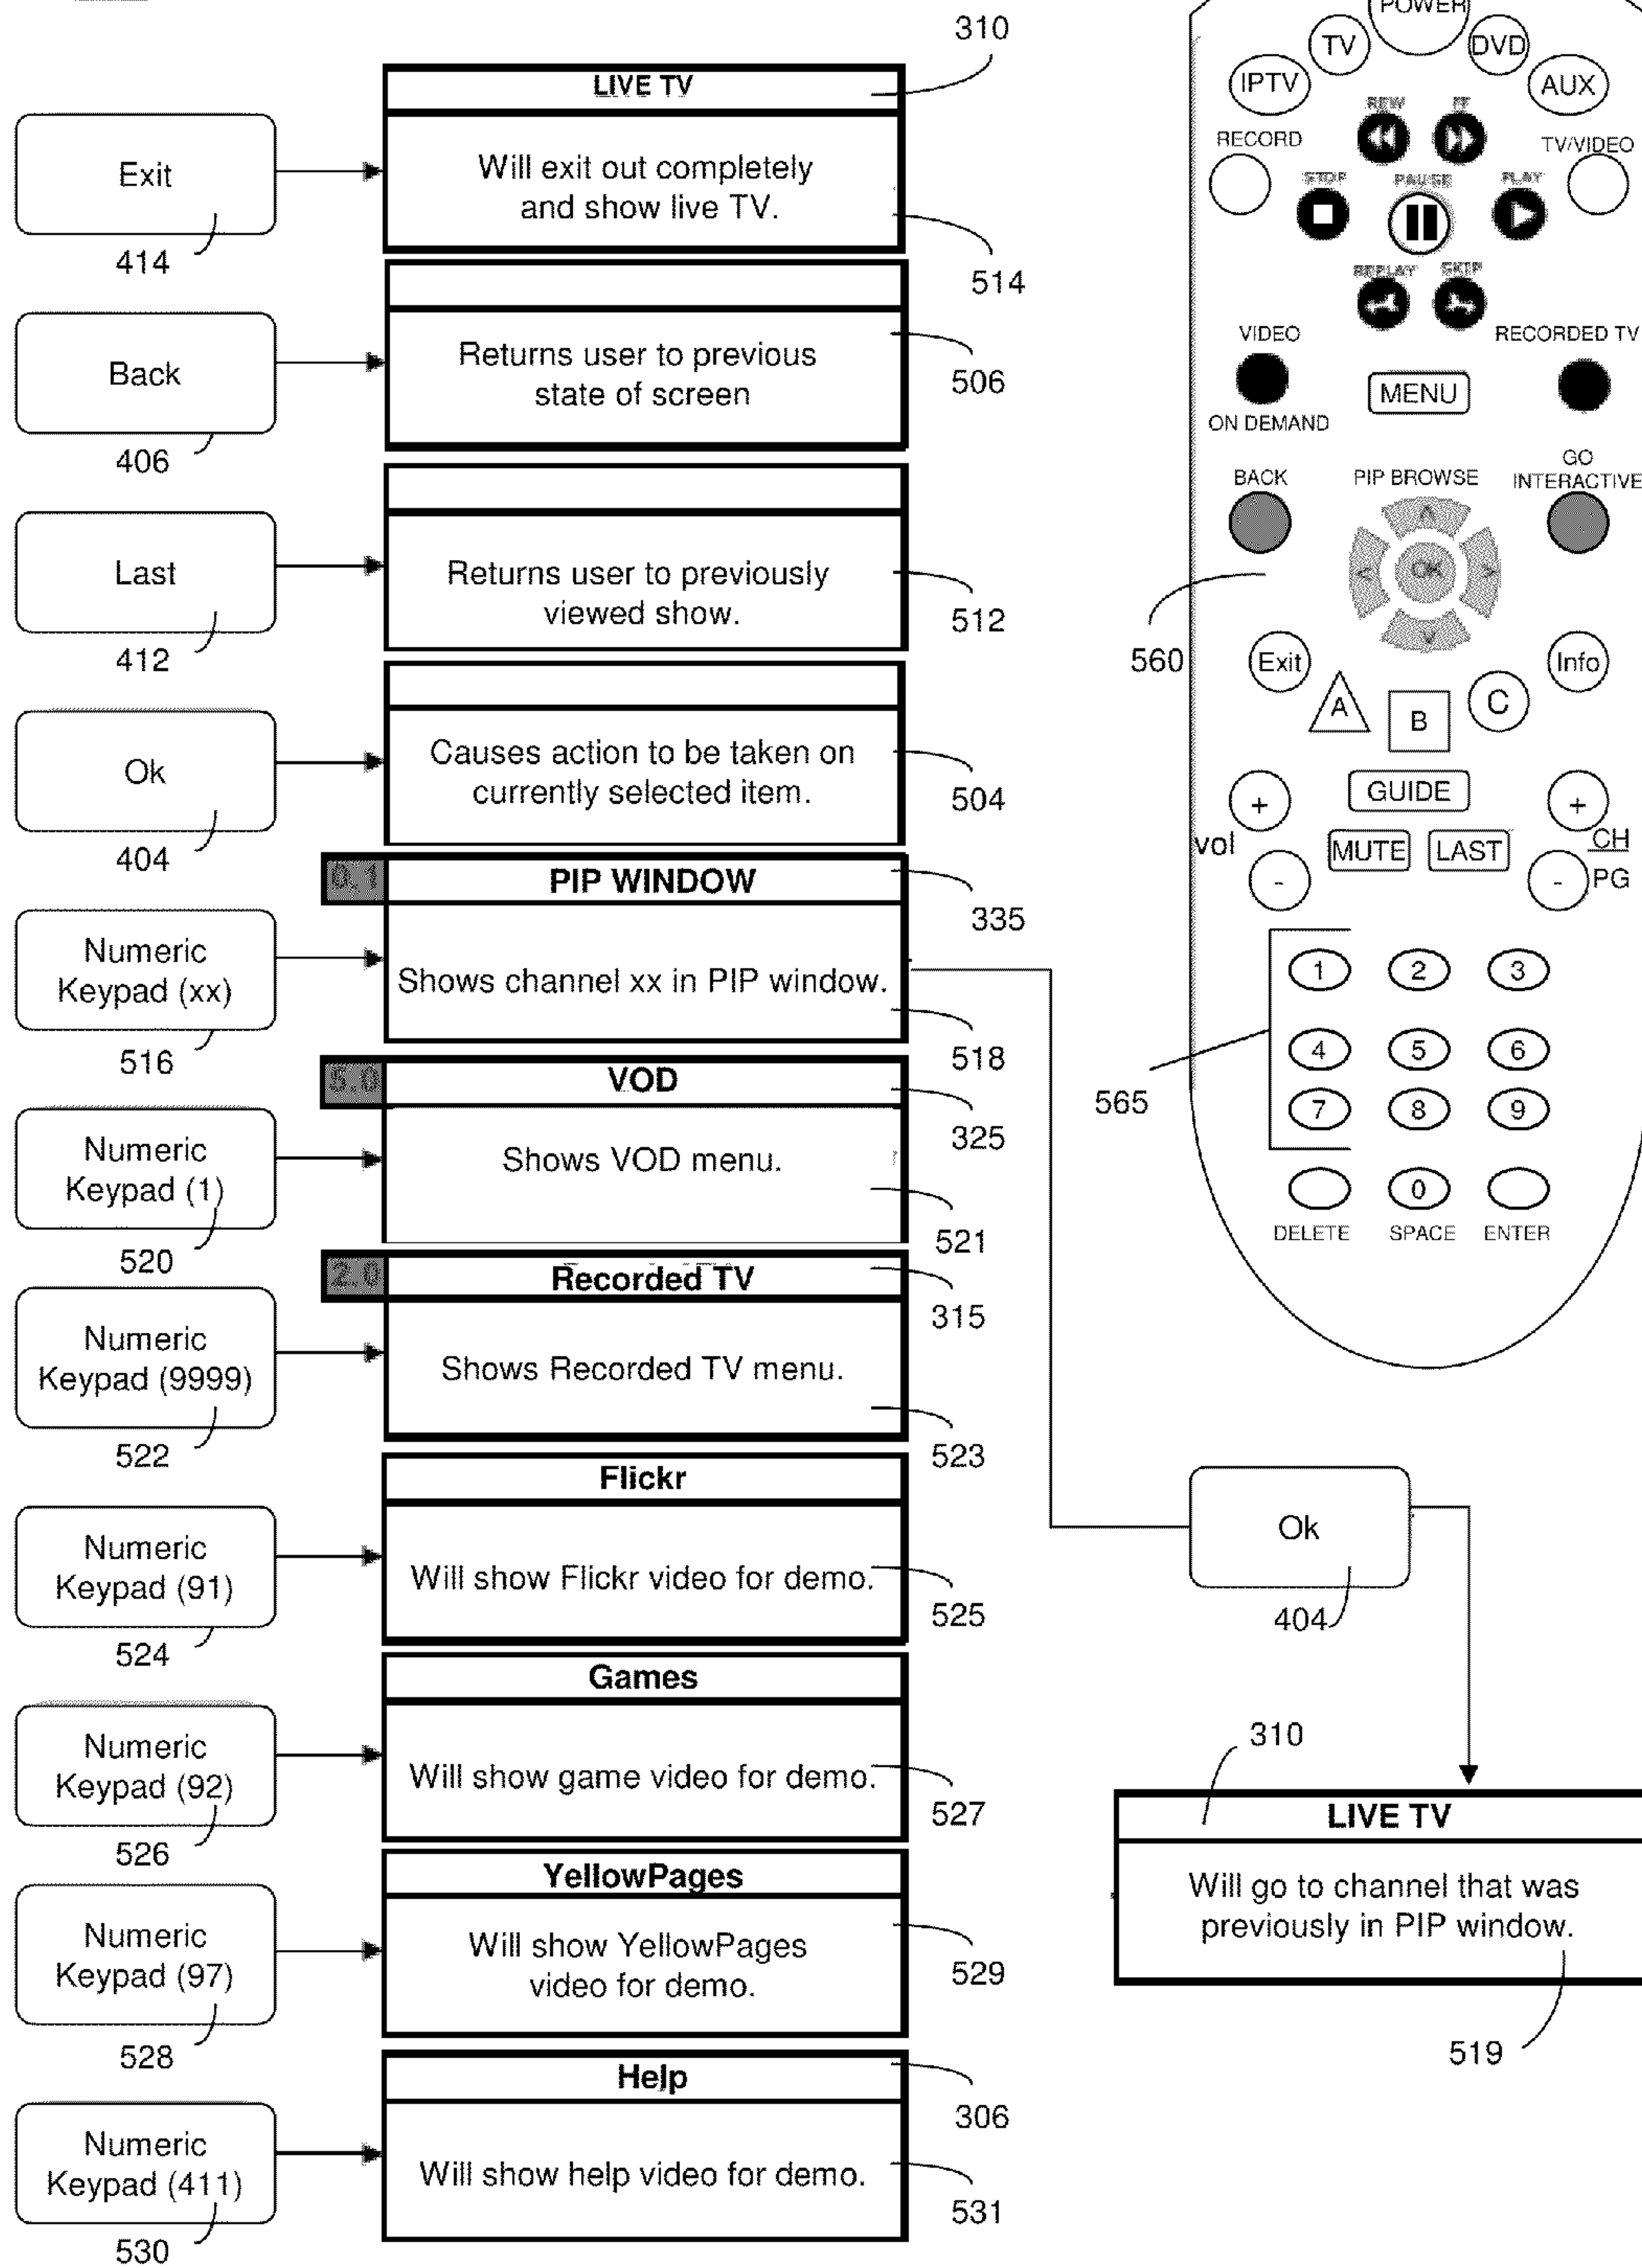 310
LIVE TV
Exit
Will exit out completely
and show live TV.
414
514
Back
Returns user to previous
state of screen
406
506
Last
Returns user to previously
viewed show.
412
512
Ok
Causes action to be taken on
currently selected item.
404
504
0.1
PIP WINDOW
335
Numeric
Keypad (xx)
Shows channel xx in PIP window.
516
518
5.0
VOD
325
Numeric
Keypad (1)
Shows VOD menu.
520
521
2.0
Recorded TV
315
Numeric
Keypad (9999)
Shows Recorded TV menu.
522
523
Flickr
Numeric
Keypad (91)
Will show Flickr video for demo.
524
525
Games
Numeric
Keypad (92)
Will show game video for demo.
526
527
YellowPages
Numeric
Keypad (97)
Will show YellowPages
video for demo.
528
529
Help
306
Numeric
Keypad (411)
Will show help video for demo.
530
531
POWER
TV
DVD
IPTV
AUX
REW
FF
RECORD
TV/VIDEO
STOP
PAUSE
PLAY
REPLAY
SKIP
VIDEO
RECORDED TV
MENU
ON DEMAND
GO
BACK
PIP BROWSE
INTERACTIVE
^
<
OK
>
v
560
Exit
Info
A
B
C
+
GUIDE
+
vol
MUTE
LAST
CH
-
-
PG
1
2
3
4
5
6
565
7
8
9
0
DELETE
SPACE
ENTER
Ok
404
310
LIVE TV
Will go to channel that was
previously in PIP window.
519